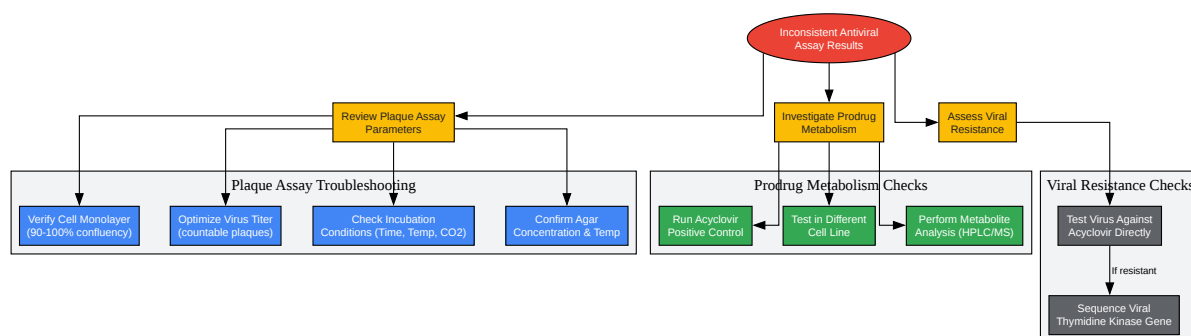 Inconsistent Antiviral
Assay Results
Review Plaque Assay
Parameters
Investigate Prodrug
Metabolism
Assess Viral
Resistance
Plaque Assay Troubleshooting
Prodrug Metabolism Checks
Viral Resistance Checks
Verify Cell Monolayer
(90-100% confluency)
Optimize Virus Titer
(countable plaques)
Check Incubation
Conditions (Time, Temp, CO2)
Confirm Agar
Concentration & Temp
Run Acyclovir
Positive Control
Test in Different
Cell Line
Perform Metabolite
Analysis (HPLC/MS)
Test Virus Against
Acyclovir Directly
If resistant
Sequence Viral
Thymidine Kinase Gene